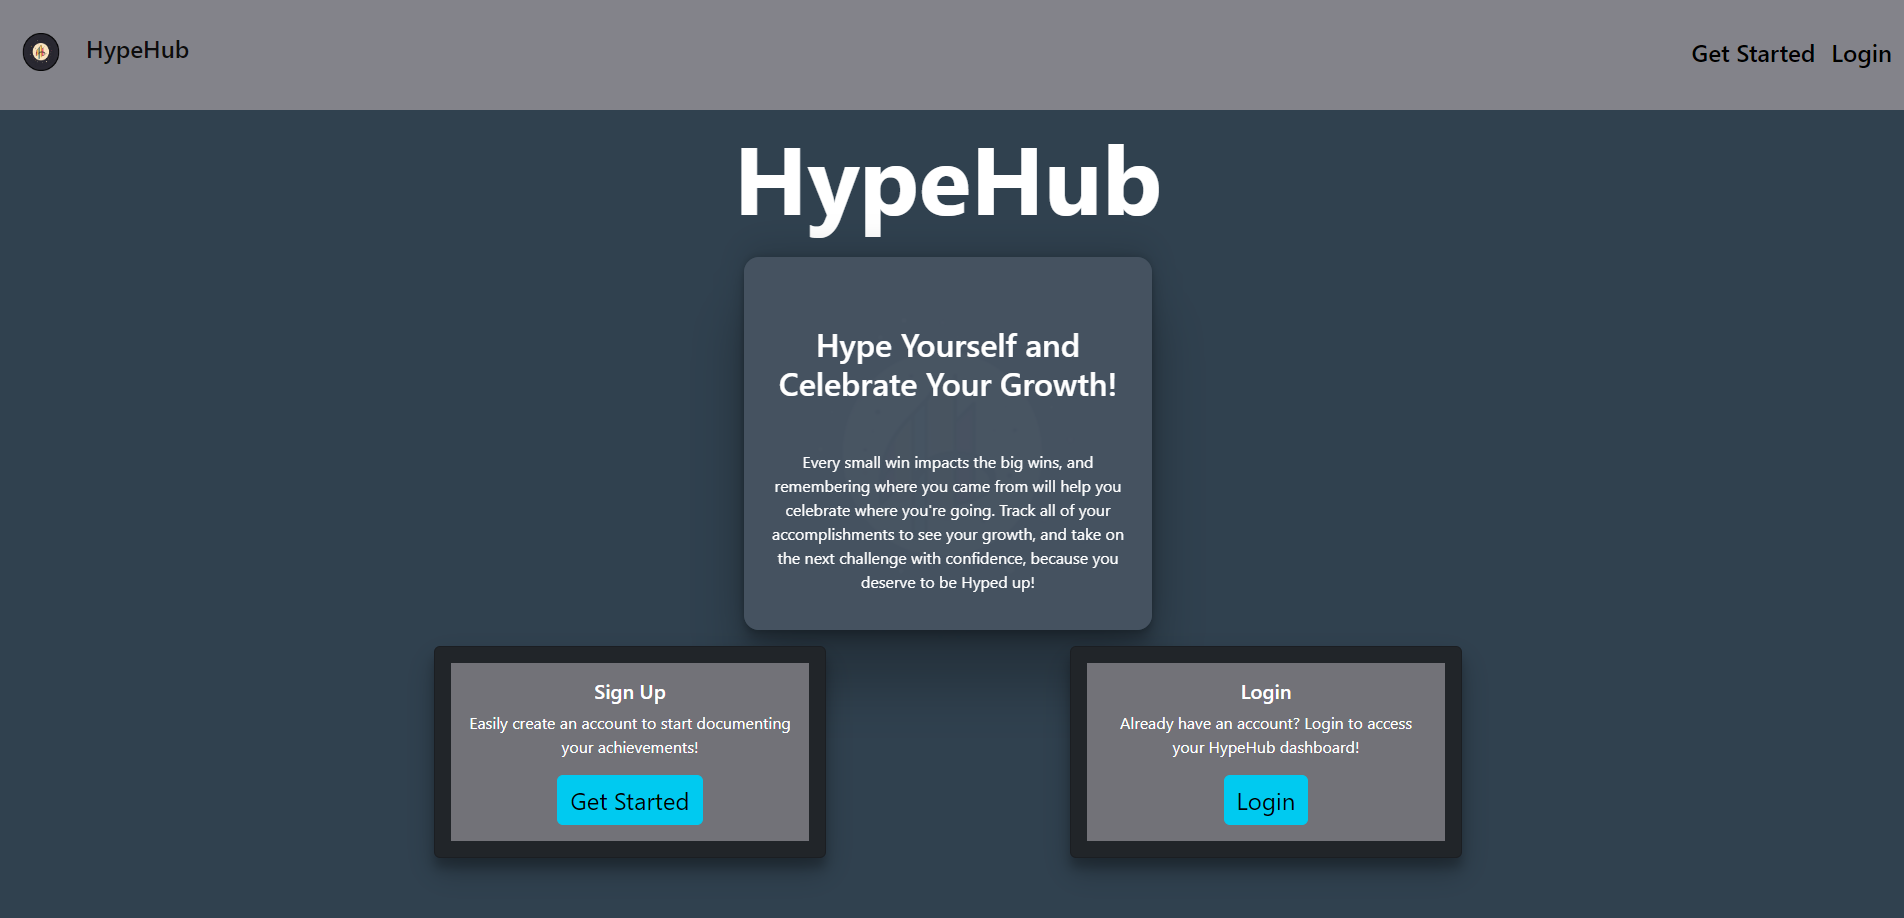 HypeHub
Get Started
Login
HypeHub
Hype Yourself and
Celebrate Your Growth!
Every small win impacts the big wins, and
remembering where you came from will help you
celebrate where you're going. Track all of your
accomplishments to see your growth, and take on
the next challenge with confidence, because you
deserve to be Hyped up!
Sign Up
Easily create an account to start documenting
your achievements!
Get Started
Login
Already have an account? Login to access
your HypeHub dashboard!
Login